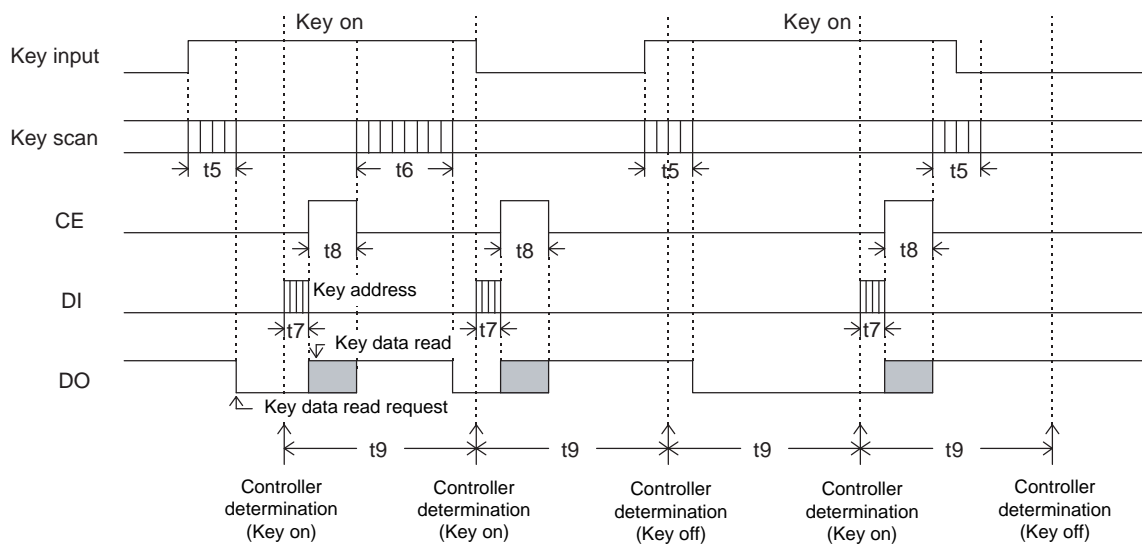 Key on
Key on
Key input
Key scan
t5
t6
t5
t5
CE
t8
t8
t8
DI
Key address
t7
t7
t7
Key data read
DO
Key data read request
t9
t9
t9
t9
Controller
determination
(Key on)
Controller
determination
(Key on)
Controller
determination
(Key off)
Controller
determination
(Key on)
Controller
determination
(Key off)